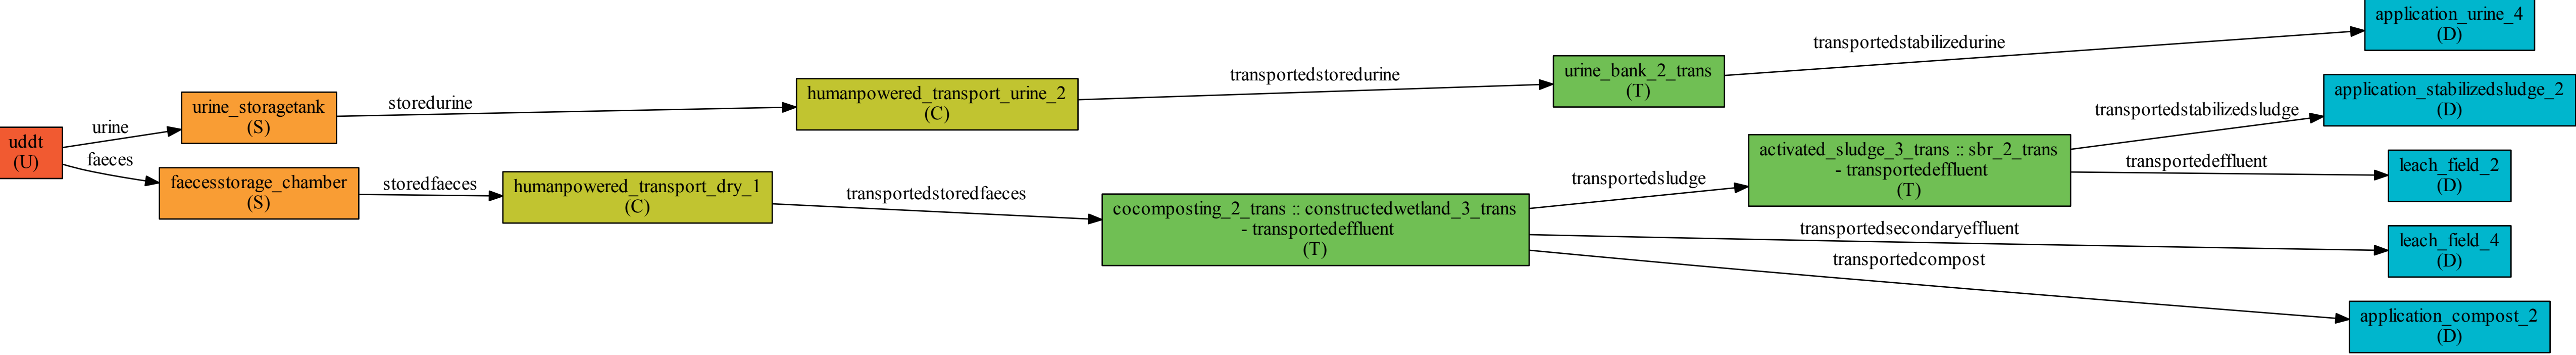 uddt
(U)
urine
faeces
urine_storagetank
(S)
faecesstorage_chamber
(S)
storedurine
storedfaeces
humanpowered_transport_urine_2
(C)
humanpowered_transport_dry_1
(C)
transportedstoredurine
transportedstoredfaeces
urine_bank_2_trans
(T)
cocomposting_2_trans :: constructedwetland_3_trans
- transportedeffluent
(T)
transportedstabilizedurine
transportedsludge
activated_sludge_3_trans :: sbr_2_trans
- transportedeffluent
(T)
transportedstabilizedsludge
transportedeffluent
transportedsecondaryeffluent
transportedcompost
application_urine_4
(D)
application_stabilizedsludge_2
(D)
leach_field_2
(D)
leach_field_4
(D)
application_compost_2
(D)